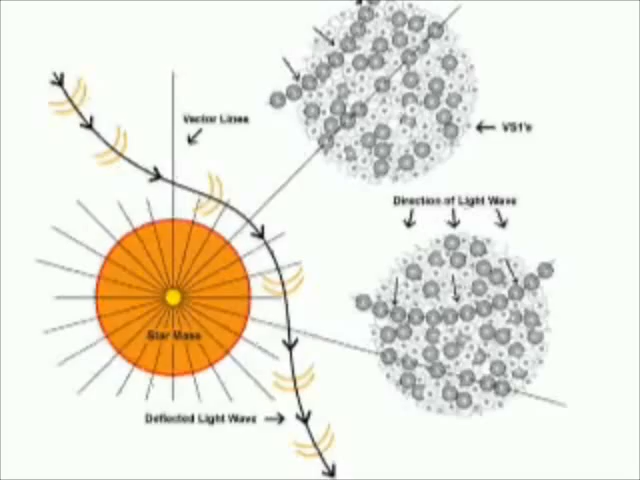 Vector Lines
VS1's
Direction of Light Wave
Star Mass
Deflected Light Wave